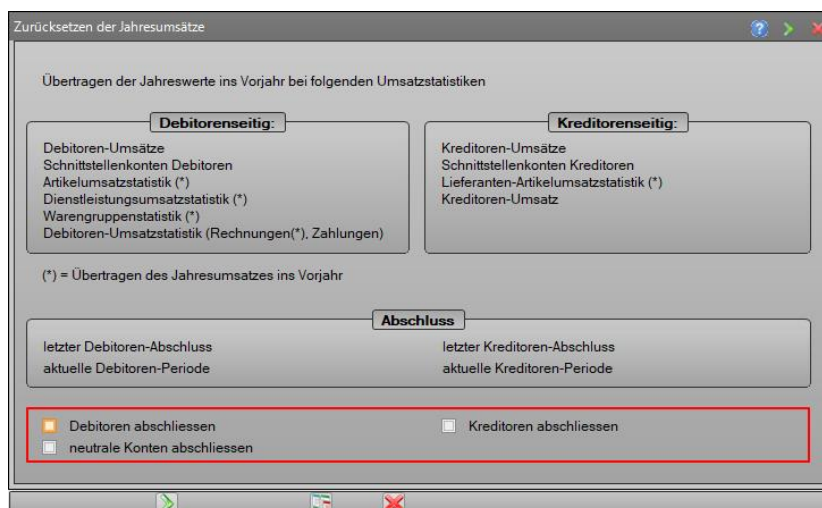 Zurücksetzen der Jahresumsätze
Übertragen der Jahreswerte ins Vorjahr bei folgenden Umsatzstatistiken
Debitorenseitig:
Debitoren-Umsätze
Schnittstellenkonten Debitoren
Artikelumsatzstatistik (*)
Dienstleistungsumsatzstatistik (*)
Warengruppenstatistik (*)
Debitoren-Umsatzstatistik (Rechnungen(*), Zahlungen)
Kreditorenseitig:
Kreditoren-Umsätze
Schnittstellenkonten Kreditoren
Lieferanten-Artikelumsatzstatistik (*)
Kreditoren-Umsatz
(*) = Übertragen des Jahresumsatzes ins Vorjahr
Abschluss
letzter Debitoren-Abschluss
aktuelle Debitoren-Periode
letzter Kreditoren-Abschluss
aktuelle Kreditoren-Periode
Debitoren abschliessen
neutrale Konten abschliessen
Kreditoren abschliessen